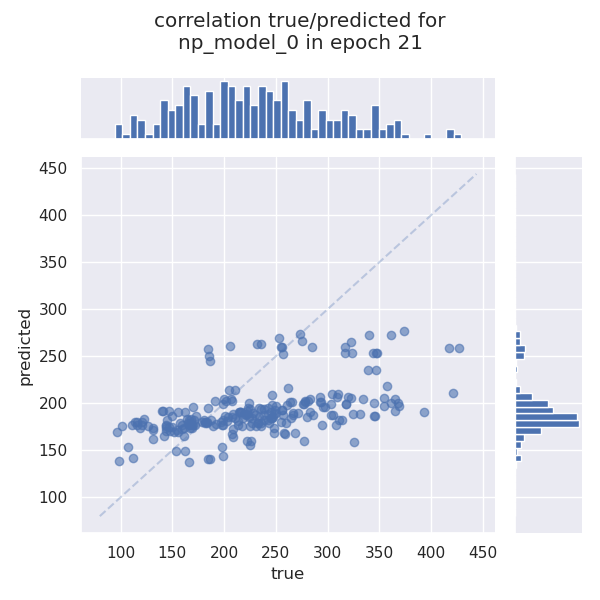 correlation true/predicted for
np_model_0 in epoch 21
450
400
350
300
250
200
150
100
predicted
100 150 200 250 300 350 400 450
true